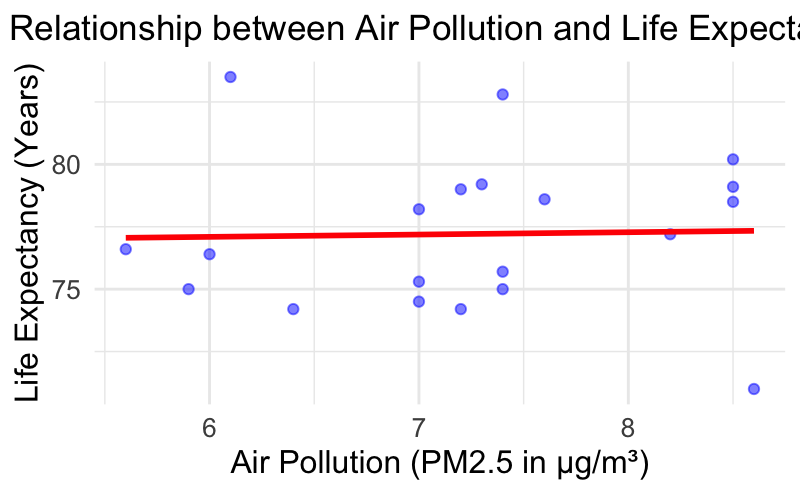 Relationship between Air Pollution and Life Expecta
Life Expectancy (Years)
80
75
6 7 8
Air Pollution (PM2.5 in µg/m³)